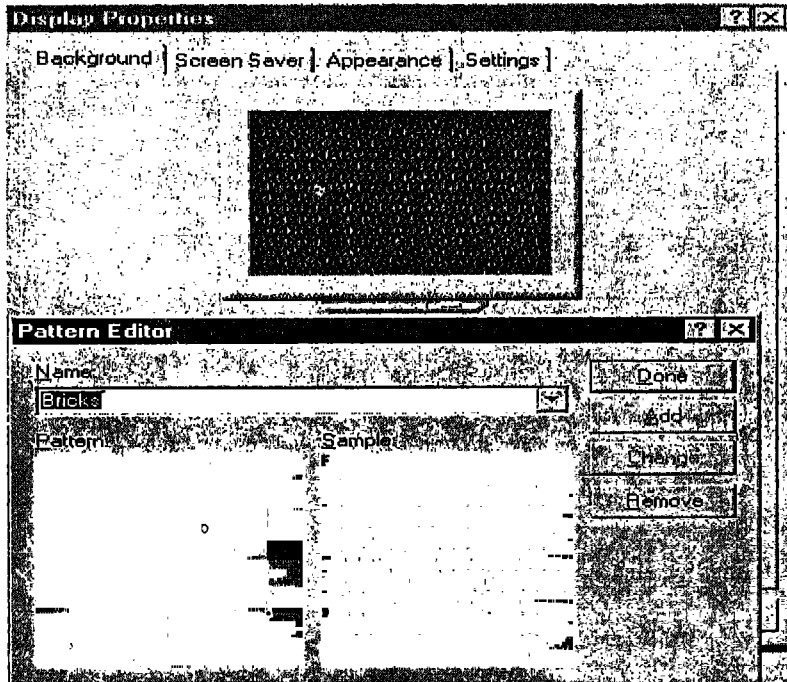 Display Properties ? X
Background Screen Saver Appearance Settings
Pattern Editor ? X
Name
Bricks
Done
Add
Change
Remove
Pattern: Sample: